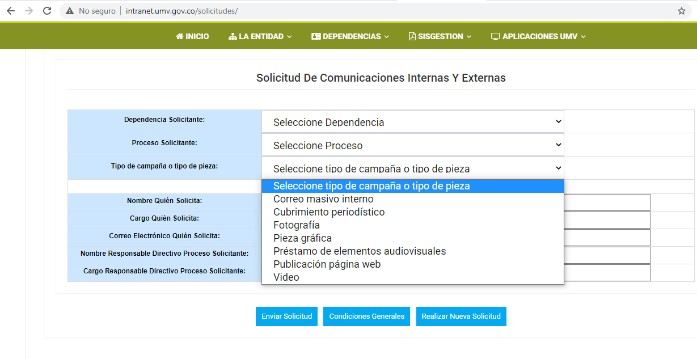 No seguro | intranet.umv.gov.co/solicitudes/
INICIO LA ENTIDAD DEPENDENCIAS SISGESTION APLICACIONES UMV
Solicitud De Comunicaciones Internas Y Externas
Dependencia Solicitante: Seleccione Dependencia
Proceso Solicitante: Seleccione Proceso
Tipo de campaña o tipo de pieza: Seleccione tipo de campaña o tipo de pieza
Seleccione tipo de campaña o tipo de pieza
Nombre Quién Solicita: Correo masivo interno
Cargo Quién Solicita: Cubrimiento periodístico
Fotografía
Correo Electrónico Quién Solicita: Pieza gráfica
Nombre Responsable Directivo Proceso Solicitante: Préstamo de elementos audiovisuales
Publicación página web
Cargo Responsable Directivo Proceso Solicitante: Video
Enviar Solicitud Condiciones Generales Realizar Nueva Solicitud